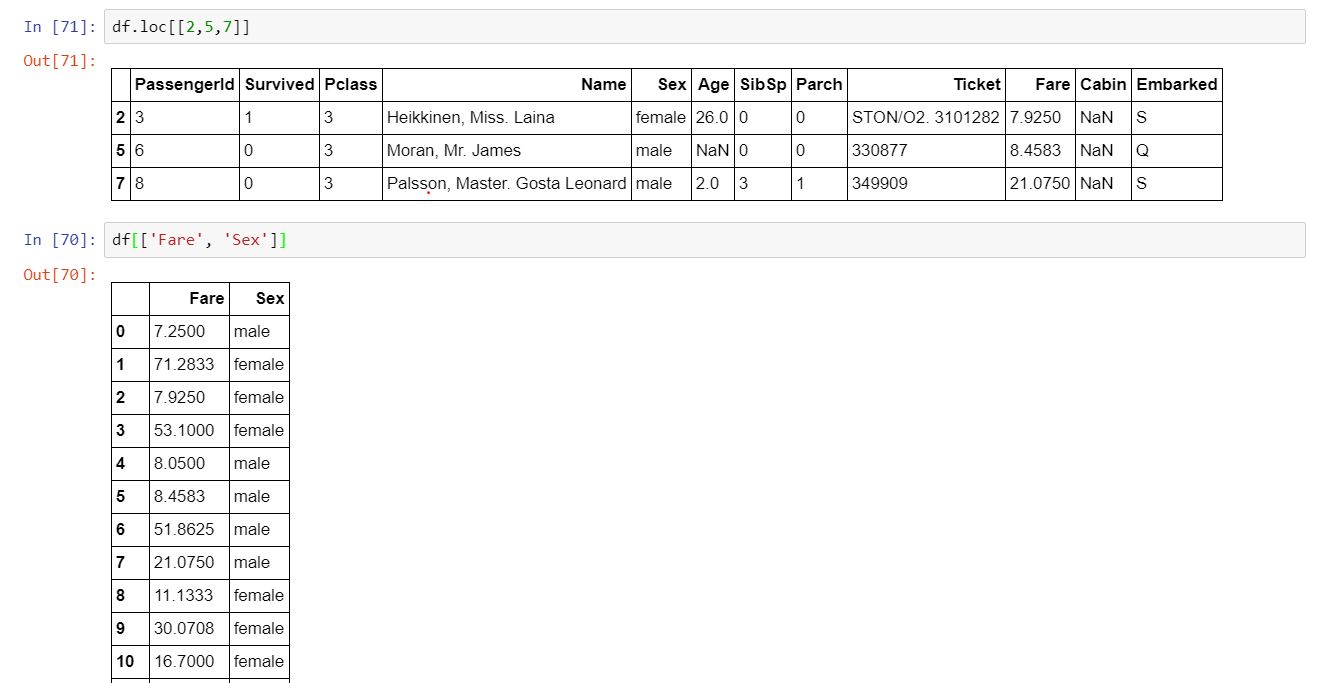 In [71]: df.loc[[2,5,7]]
Out[71]:
PassengerId Survived Pclass Name Sex Age SibSp Parch Ticket Fare Cabin Embarked
2 3 1 3 Heikkinen, Miss. Laina female 26.0 0 0 STON/O2. 3101282 7.9250 NaN S
5 6 0 3 Moran, Mr. James male NaN 0 0 330877 8.4583 NaN Q
7 8 0 3 Palsson, Master. Gosta Leonard male 2.0 3 1 349909 21.0750 NaN S
In [70]: df[['Fare', 'Sex']]
Out[70]:
Fare Sex
0 7.2500 male
1 71.2833 female
2 7.9250 female
3 53.1000 female
4 8.0500 male
5 8.4583 male
6 51.8625 male
7 21.0750 male
8 11.1333 female
9 30.0708 female
10 16.7000 female